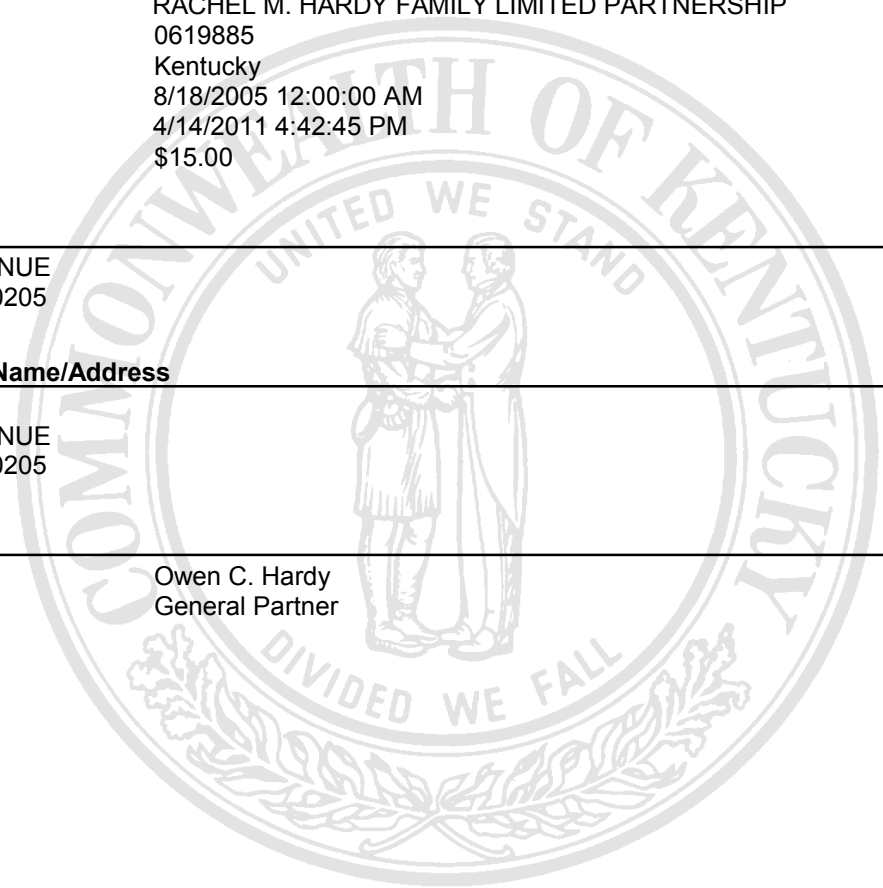 RACHEL M. HARDY FAMILY LIMITED PARTNERSHIP
0619885
Kentucky
8/18/2005 12:00:00 AM
4/14/2011 4:42:45 PM
$15.00
COMMONWEALTH OF KENTUCKY
UNITED WE STAND
NUE
0205
Name/Address
NUE
0205
Owen C. Hardy
General Partner
DIVIDED WE FALL